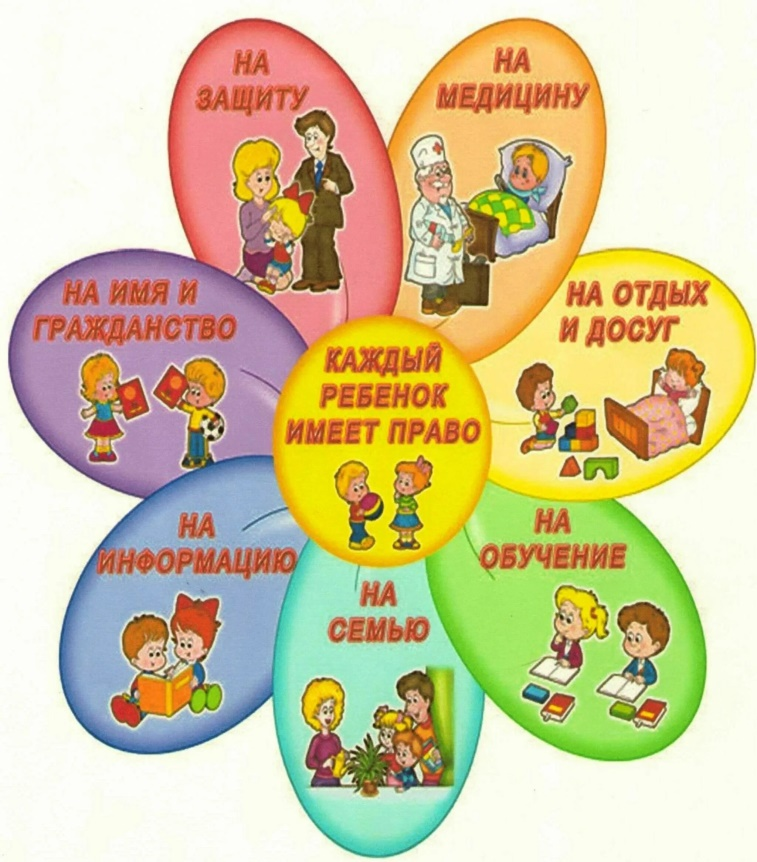 КАЖДЫЙ
РЕБЕНОК
ИМЕЕТ ПРАВО
НА
ЗАЩИТУ
НА
МЕДИЦИНУ
НА ОТДЫХ
И ДОСУГ
НА
ОБУЧЕНИЕ
НА
СЕМЬЮ
НА
ИНФОРМАЦИЮ
НА ИМЯ И
ГРАЖДАНСТВО